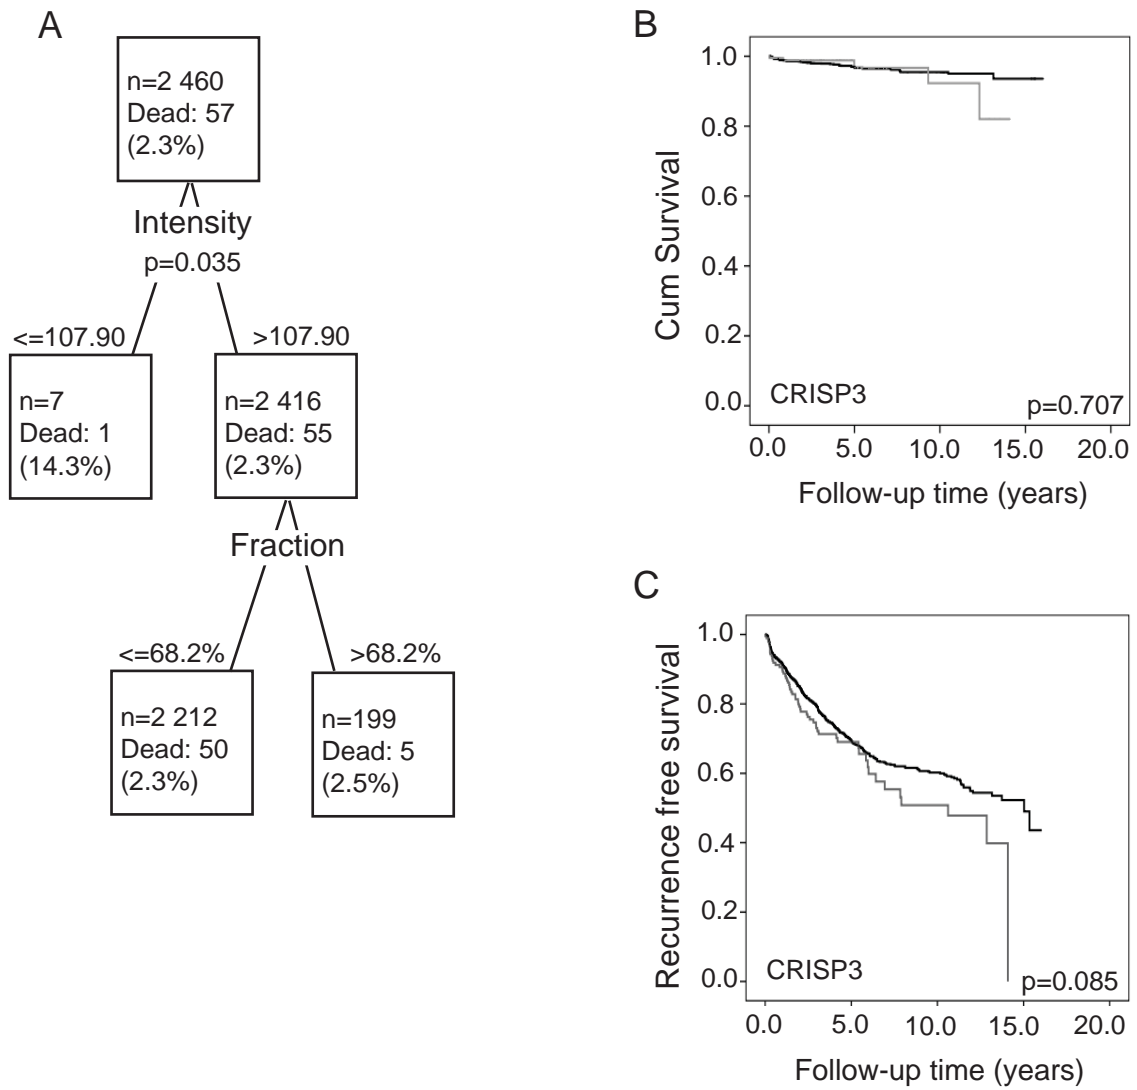 A
n=2 460
Dead: 57
(2.3%)
Intensity
p=0.035
<=107.90
>107.90
n=7
Dead: 1
(14.3%)
n=2 416
Dead: 55
(2.3%)
Fraction
<=68.2%
>68.2%
n=2 212
Dead: 50
(2.3%)
n=199
Dead: 5
(2.5%)
B
Cum Survival
1.0
0.8
0.6
0.4
0.2
0.0
CRISP3
p=0.707
0.0 5.0 10.0 15.0 20.0
Follow-up time (years)
C
Recurrence free survival
1.0
0.8
0.6
0.4
0.2
0.0
CRISP3
p=0.085
0.0 5.0 10.0 15.0 20.0
Follow-up time (years)